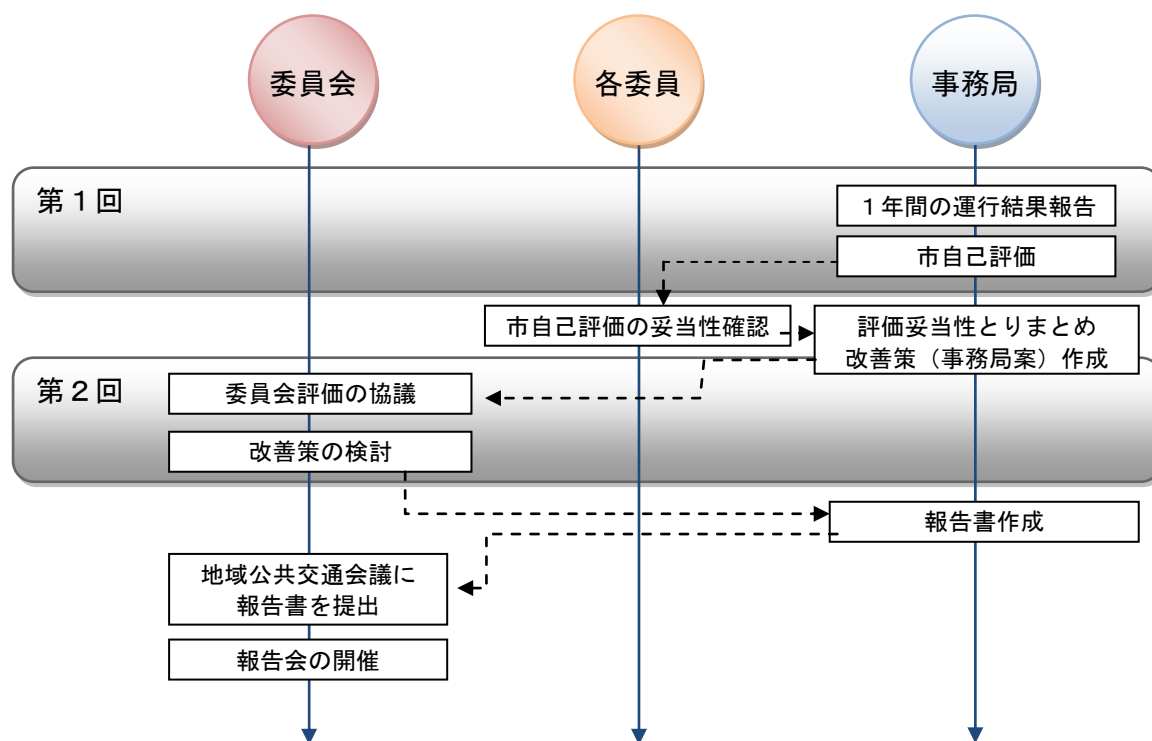 委員会
各委員
事務局
第１回
１年間の運行結果報告
市自己評価
市自己評価の妥当性確認
評価妥当性とりまとめ
改善策（事務局案）作成
第２回
委員会評価の協議
改善策の検討
報告書作成
地域公共交通会議に
報告書を提出
報告会の開催